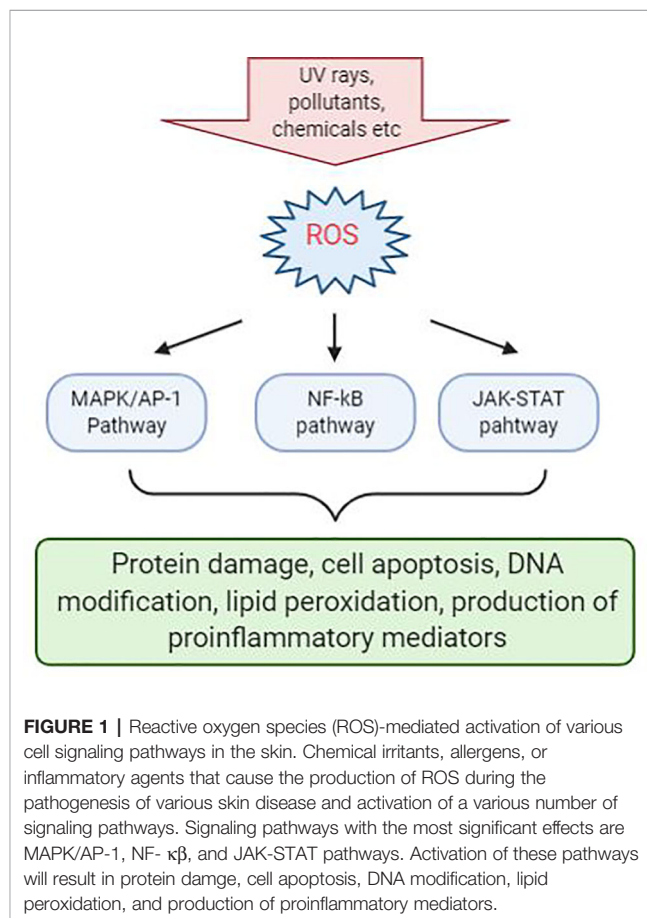 UV rays,
pollutants,
chemicals etc
ROS
MAPK/AP-1
Pathway
NF-kB
pathway
JAK-STAT
pahtway
Protein damage, cell apoptosis, DNA
modification, lipid peroxidation, production of
proinflammatory mediators
FIGURE 1 | Reactive oxygen species (ROS)-mediated activation of various
cell signaling pathways in the skin. Chemical irritants, allergens, or
inflammatory agents that cause the production of ROS during the
pathogenesis of various skin disease and activation of a various number of
signaling pathways. Signaling pathways with the most significant effects are
MAPK/AP-1, NF- κβ, and JAK-STAT pathways. Activation of these pathways
will result in protein damge, cell apoptosis, DNA modification, lipid
peroxidation, and production of proinflammatory mediators.